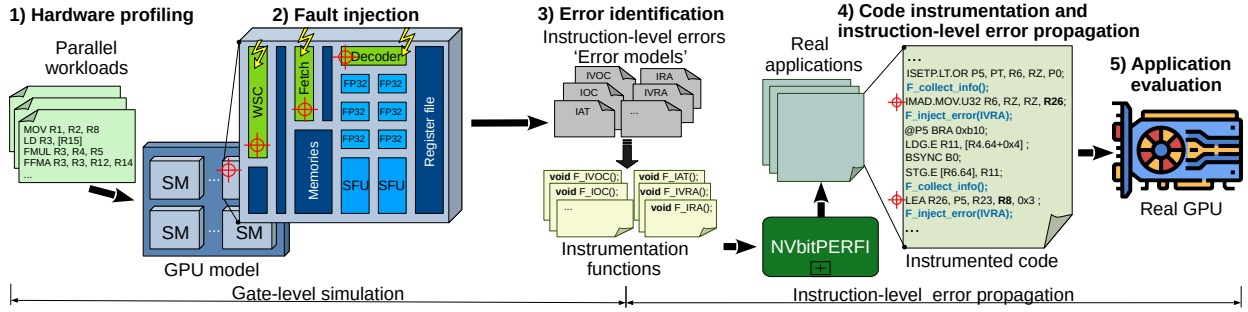 1) Hardware profiling
Parallel
workloads
MOV R1, R2, R8
LD R3, [R15]
FMUL R3, R4, R5
FFMA R3, R3, R12, R14
...
SM
...
SM
...
SM
GPU model
2) Fault injection
WSC
Fetch
Decoder
FP32
FP32
FP32
FP32
FP32
FP32
SFU
SFU
Memories
Register file
3) Error identification
Instruction-level errors
‘Error models’
IVOC
IRA
IOC
IVRA
IAT
...
void F_IVOC();
void F_IAT();
void F_IOC();
void F_IVRA();
...
void F_IRA();
Instrumentation
functions
4) Code instrumentation and
instruction-level error propagation
Real
applications
NVbitPERFI
...
ISETP.LT.OR P5, PT, R6, RZ, P0;
F_collect_info();
IMAD.MOV.U32 R6, RZ, RZ, R26;
F_inject_error(IVRA);
@P5 BRA 0xb10;
LDG.E R11, [R4.64+0x4] ;
BSYNC B0;
STG.E [R6.64], R11;
F_collect_info();
LEA R26, P5, R23, R8, 0x3 ;
F_inject_error(IVRA);
...
Instrumented code
5) Application
evaluation
Real GPU
Gate-level simulation
Instruction-level error propagation